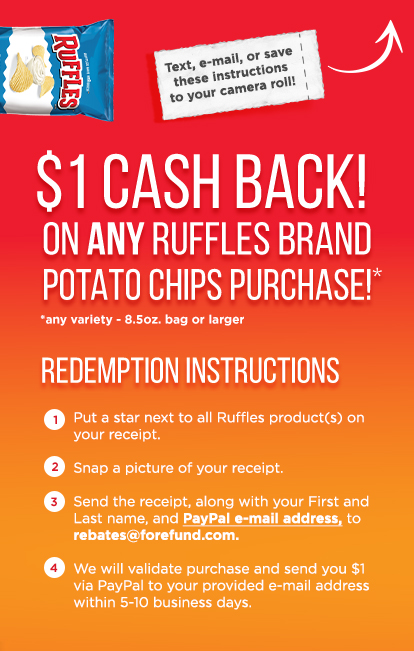 RUFFLES
Text, e-mail, or save
these instructions
to your camera roll!
$1 CASH BACK!
ON ANY RUFFLES BRAND
POTATO CHIPS PURCHASE!*
*any variety - 8.5oz. bag or larger
REDEMPTION INSTRUCTIONS
1 Put a star next to all Ruffles product(s) on
your receipt.
2 Snap a picture of your receipt.
3 Send the receipt, along with your First and
Last name, and PayPal e-mail address, to
rebates@forefund.com.
4 We will validate purchase and send you $1
via PayPal to your provided e-mail address
within 5-10 business days.